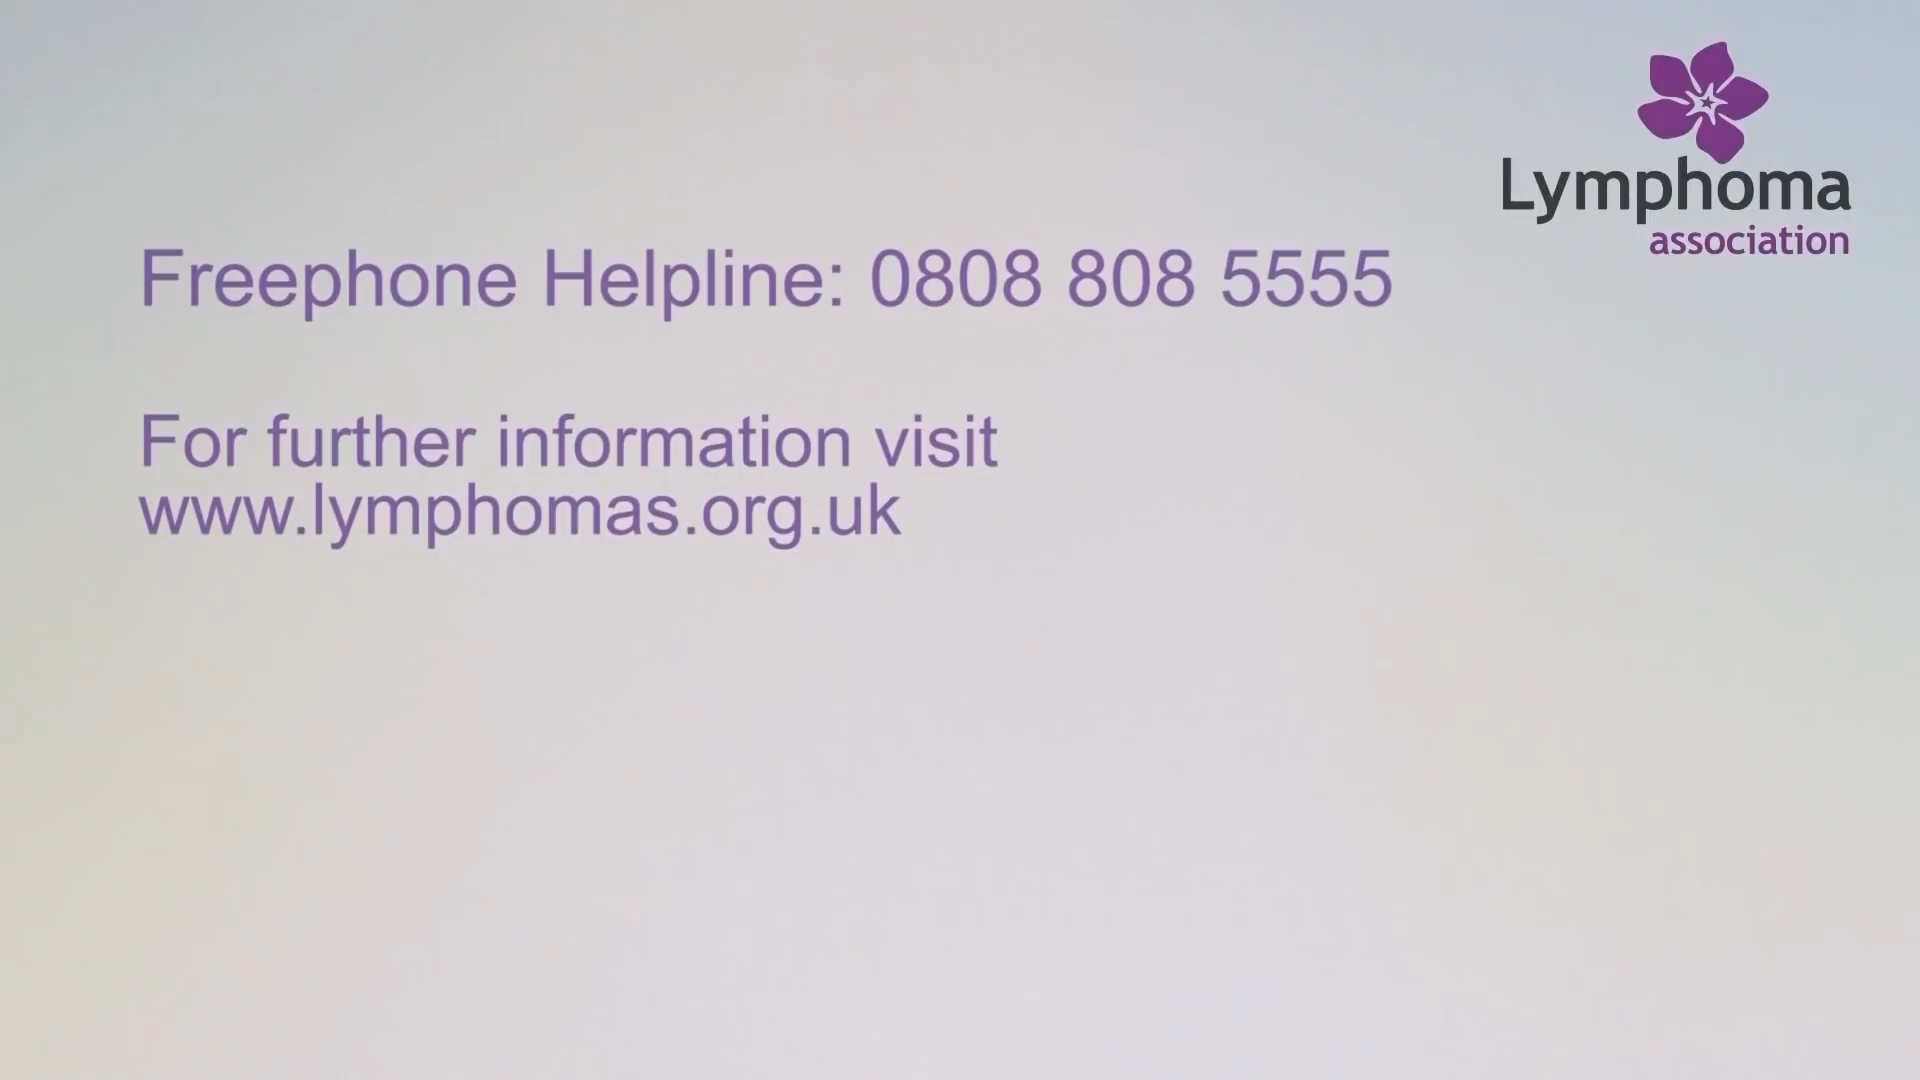 Lymphoma
association
Freephone Helpline: 0808 808 5555
For further information visit
www.lymphomas.org.uk